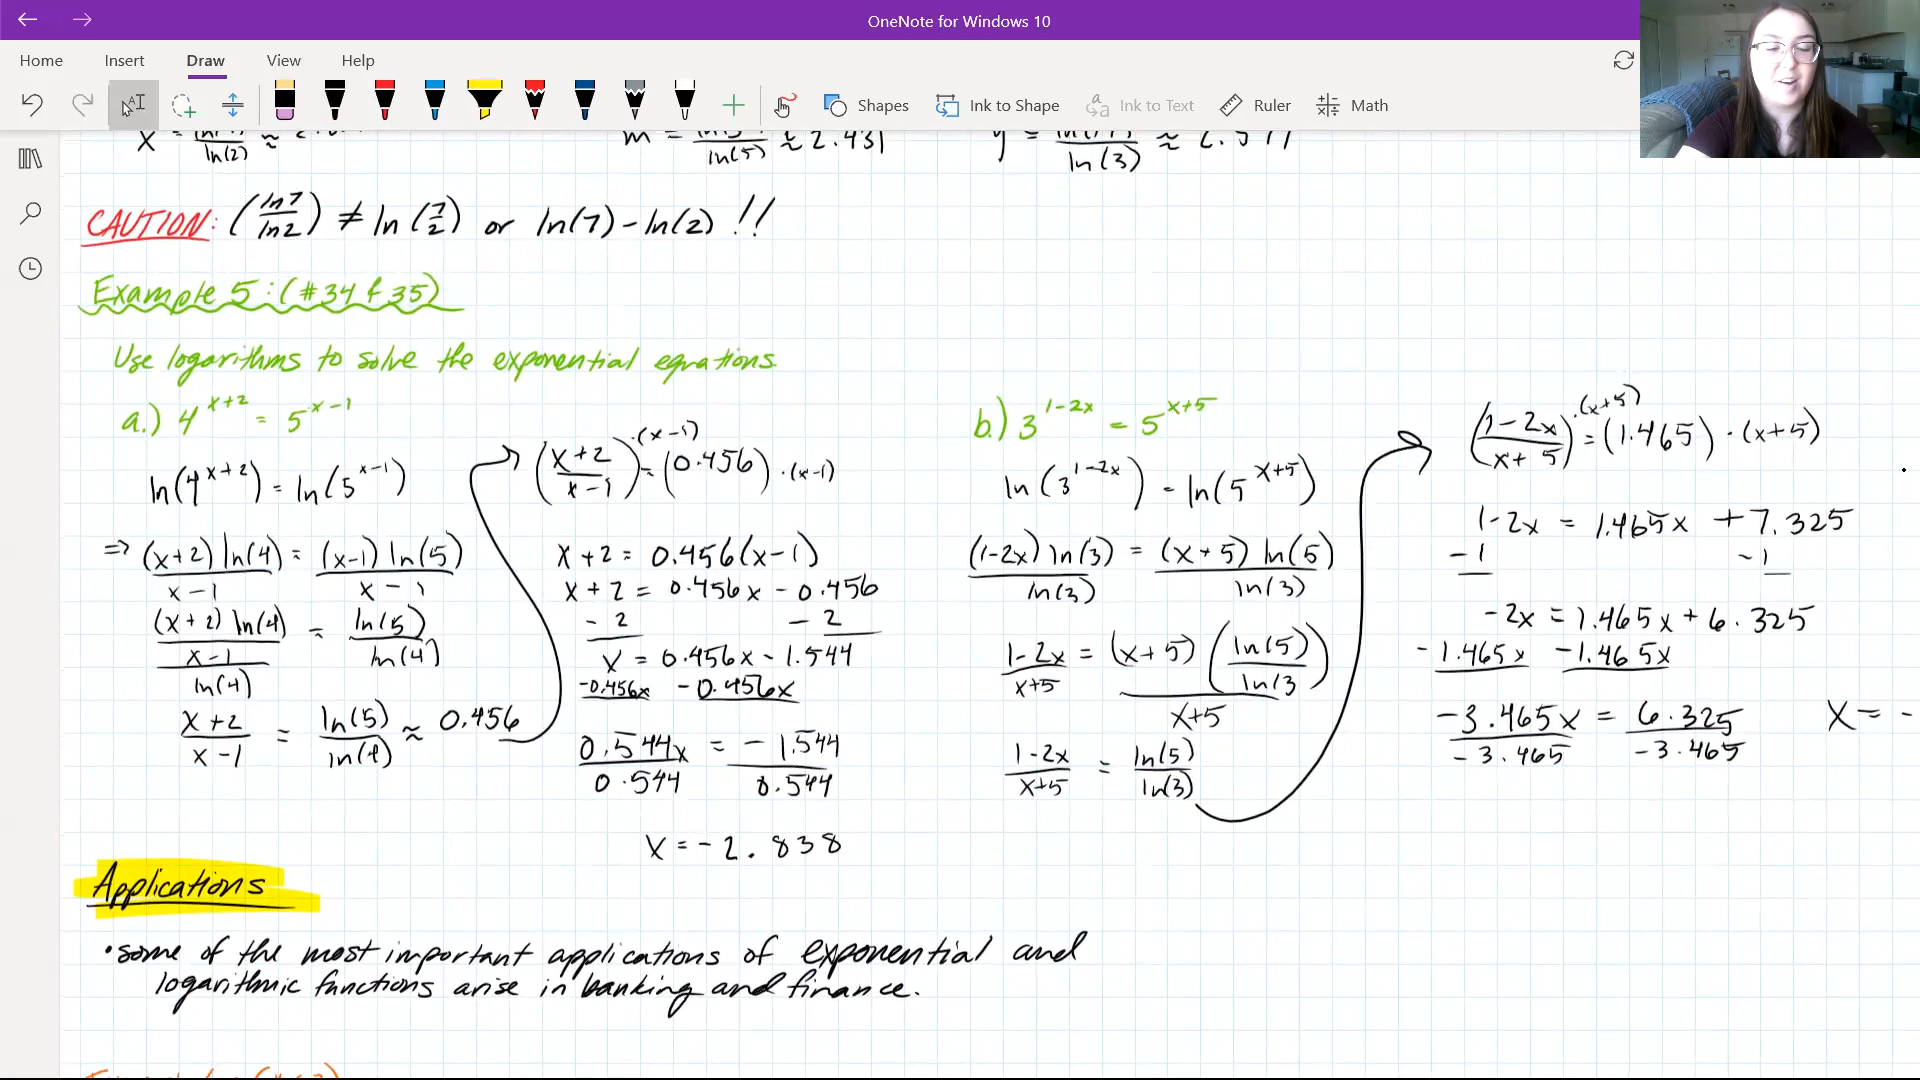 OneNote for Windows 10
Home Insert Draw View Help
Shapes Ink to Shape Ink to Text Ruler Math
x = ln(2) ≈
m = ln(5) ≈ 2.431
y = ln(3) ≈
CAUTION: (ln7/ln2) ≠ ln(7/2) or ln(7) - ln(2) !!
Example 5: (#34 & 35)
Use logarithms to solve the exponential equations.
a.) 4^(x+2) = 5^(x-1)
ln(4^(x+2)) = ln(5^(x-1))
=> (x+2) ln(4) = (x-1) ln(5)
x-1 x-1
(x+2) ln(4) = ln(5)
x-1 ln(4)
ln(4)
x+2 = ln(5) ≈ 0.456
x-1 ln(4)
(x+2/x-1)·(x-1) = (0.456)·(x-1)
x+2 = 0.456(x-1)
x+2 = 0.456x - 0.456
-2 -2
x = 0.456x - 1.544
-0.456x -0.456x
0.544x = -1.544
0.544 0.544
x = -2.838
b.) 3^(1-2x) = 5^(x+5)
ln(3^(1-2x)) = ln(5^(x+5))
(1-2x) ln(3) = (x+5) ln(5)
ln(3) ln(3)
1-2x = (x+5) (ln(5)/ln(3)
x+5 x+5
1-2x = ln(5)
x+5 ln(3)
(1-2x/x+5)·(x+5) = (1.465)·(x+5)
1-2x = 1.465x + 7.325
-1 -1
-2x = 1.465x + 6.325
-1.465x -1.465x
-3.465x = 6.325
-3.465 -3.465
x = -
Applications
• some of the most important applications of exponential and
logarithmic functions arise in banking and finance.